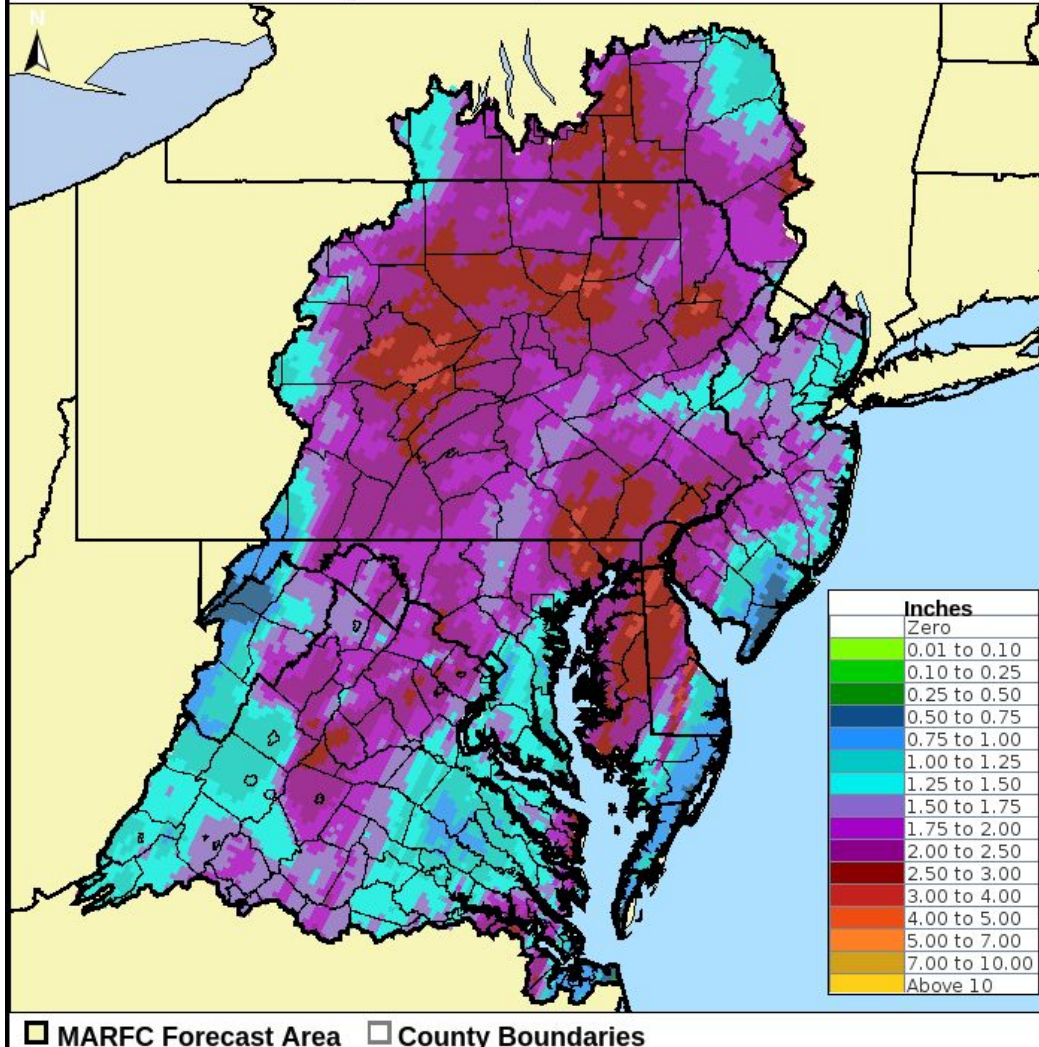 N
Inches
Zero
0.01 to 0.10
0.10 to 0.25
0.25 to 0.50
0.50 to 0.75
0.75 to 1.00
1.00 to 1.25
1.25 to 1.50
1.50 to 1.75
1.75 to 2.00
2.00 to 2.50
2.50 to 3.00
3.00 to 4.00
4.00 to 5.00
5.00 to 7.00
7.00 to 10.00
Above 10
MARFC Forecast Area County Boundaries